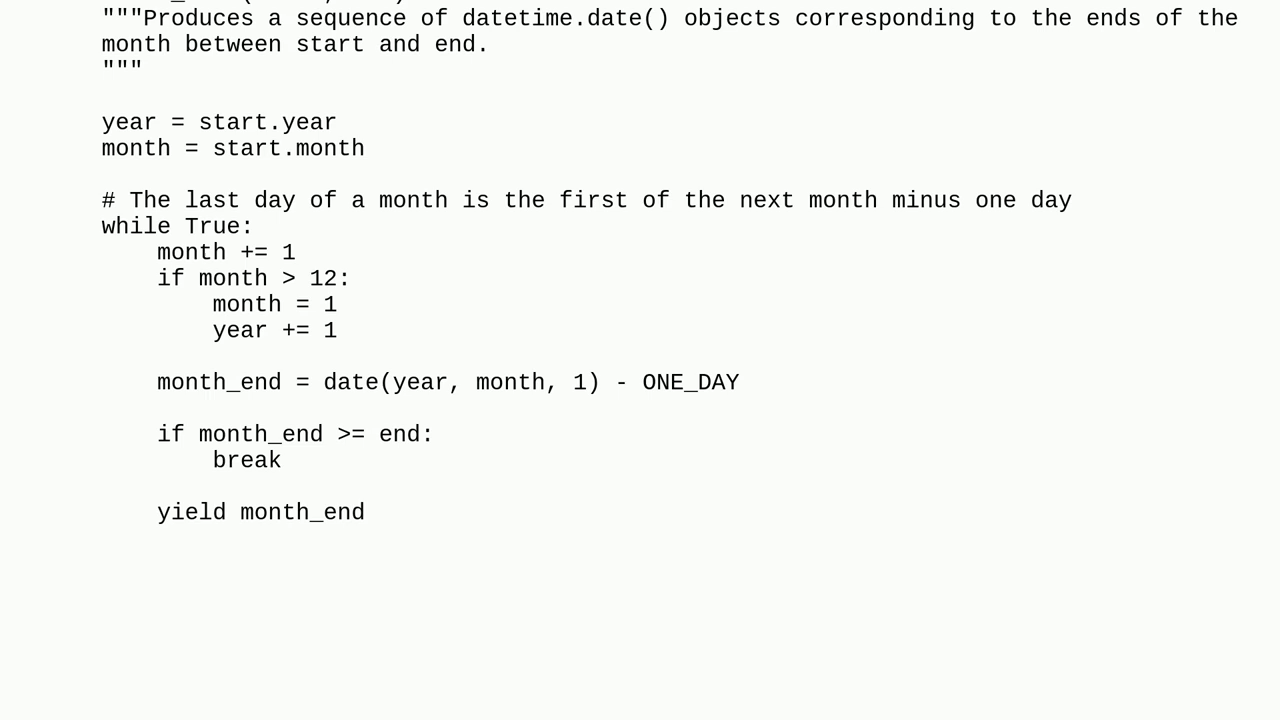 """Produces a sequence of datetime.date() objects corresponding to the ends of the
month between start and end.
"""
year = start.year
month = start.month
# The last day of a month is the first of the next month minus one day
while True:
month += 1
if month > 12:
month = 1
year += 1
month_end = date(year, month, 1) - ONE_DAY
if month_end >= end:
break
yield month_end